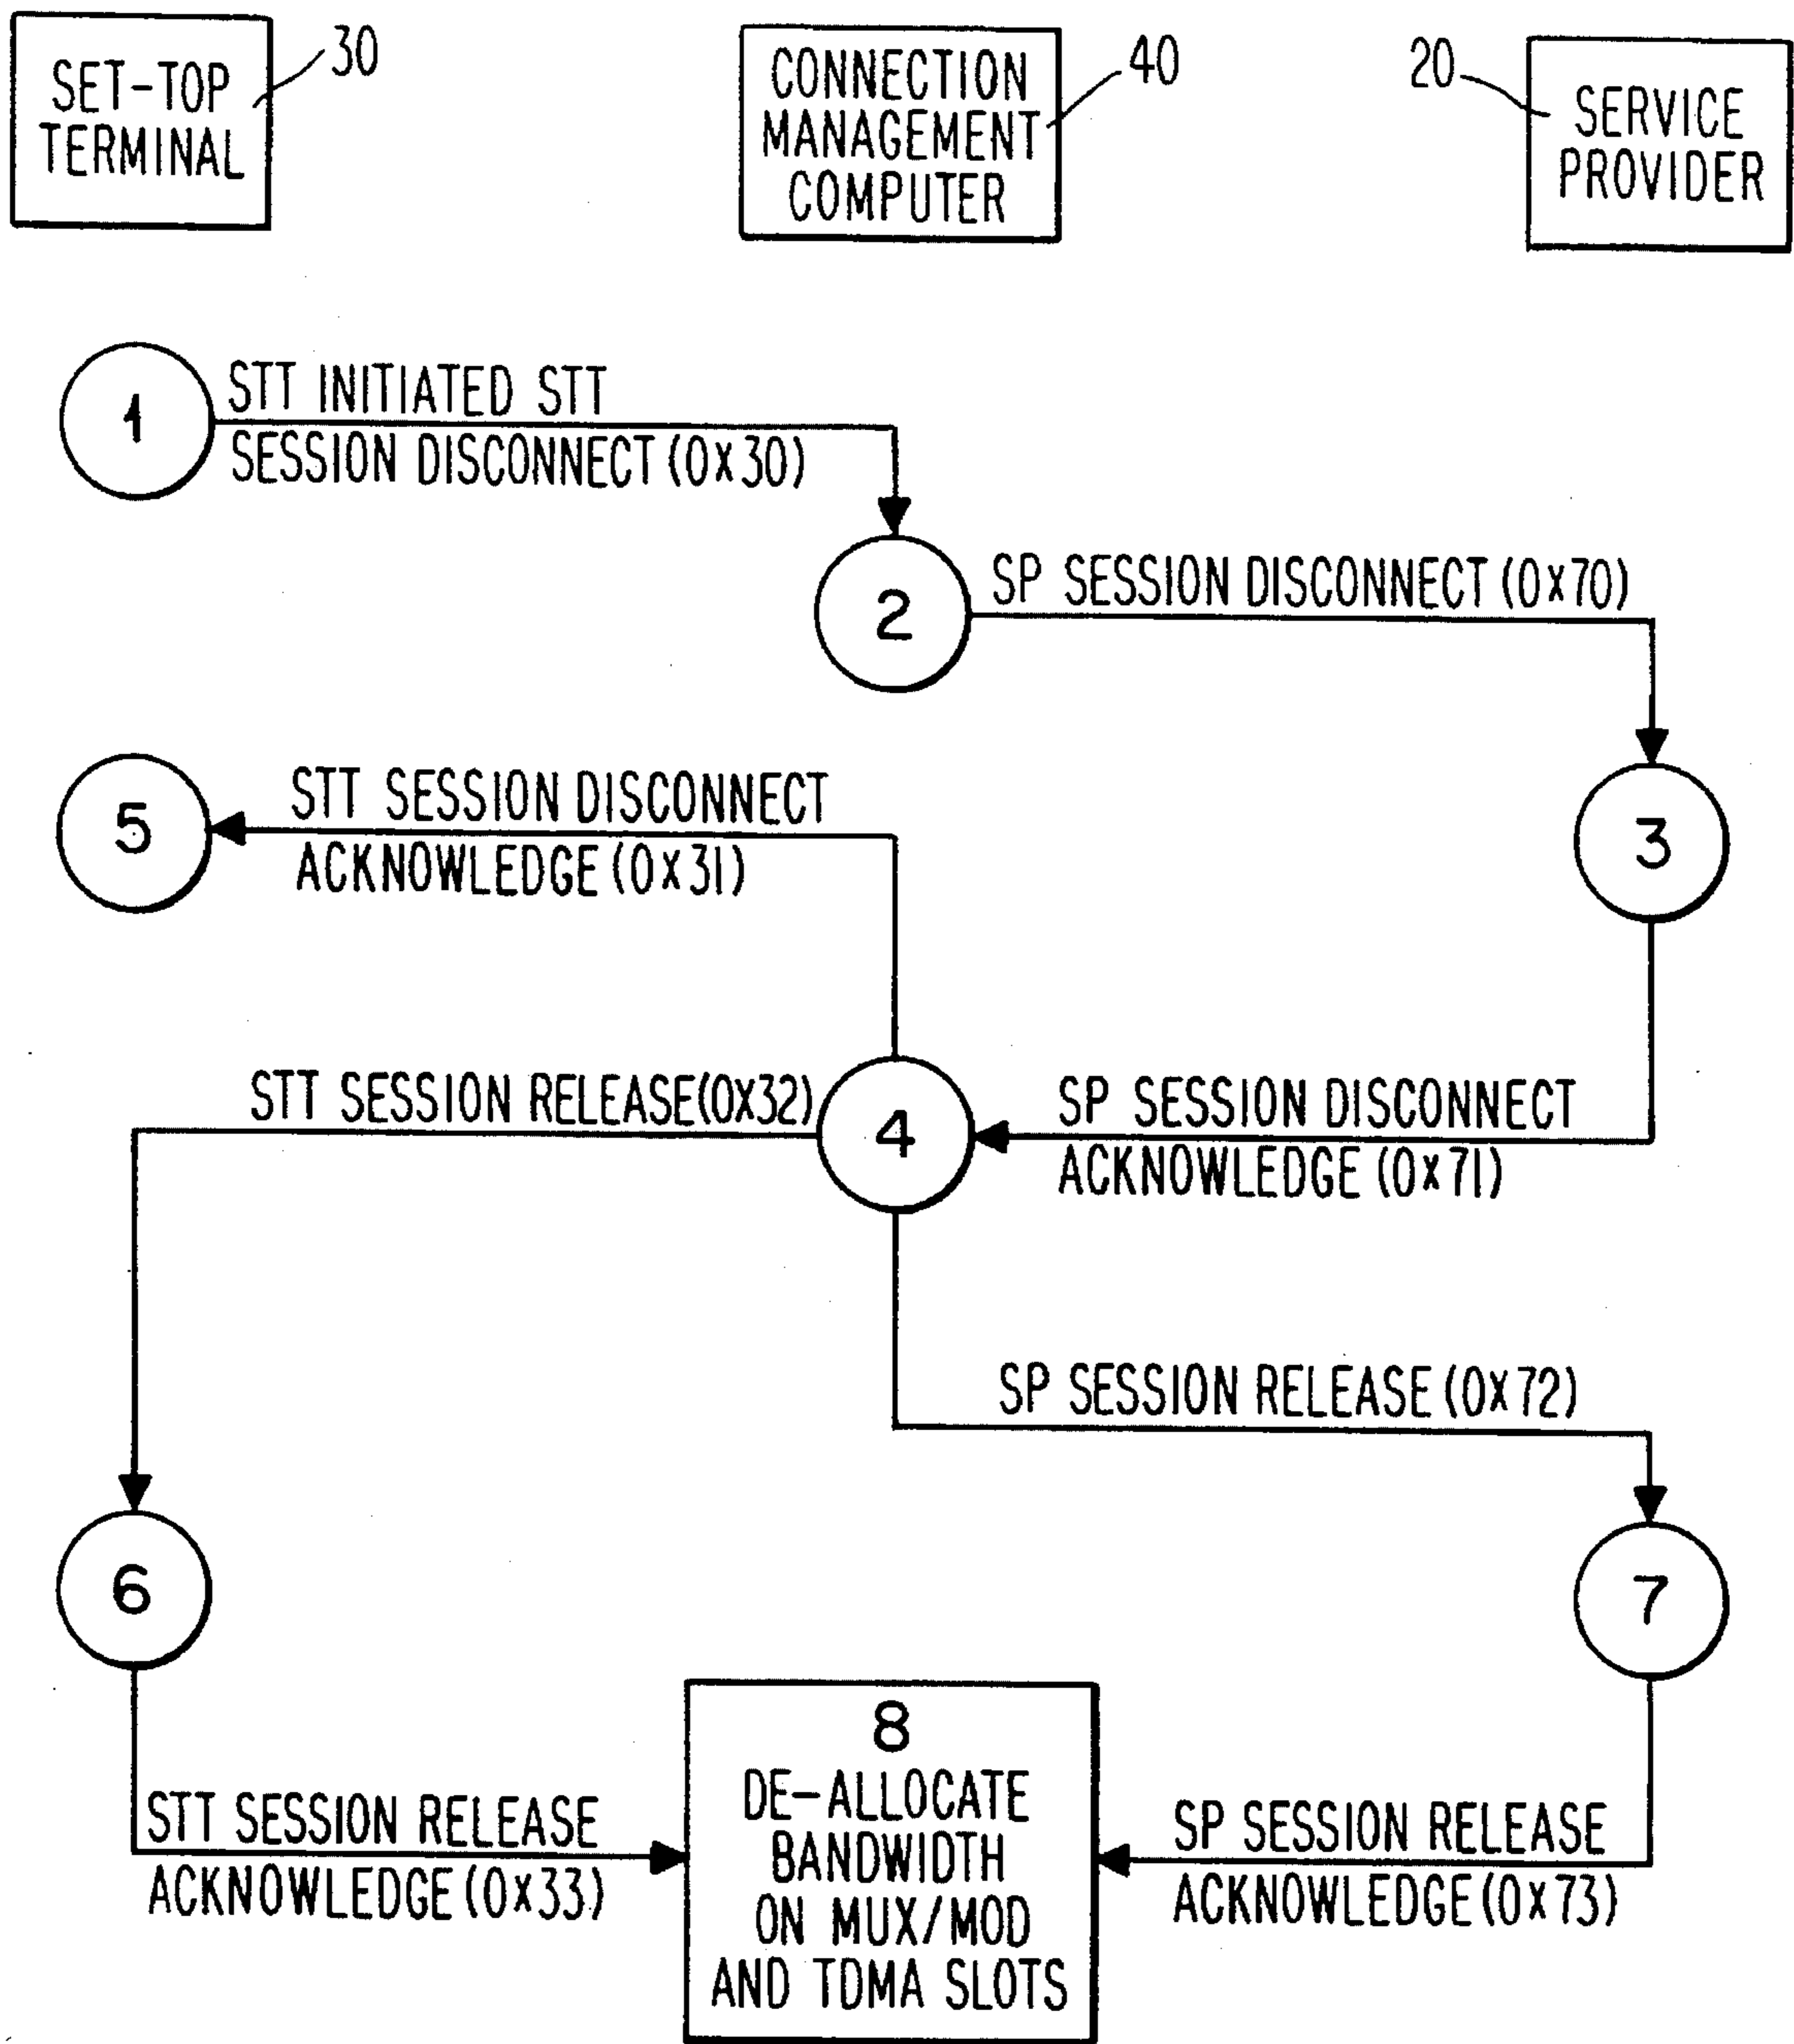 SET-TOP
TERMINAL
30
CONNECTION
MANAGEMENT
COMPUTER
40
20
SERVICE
PROVIDER
1
STT INITIATED STT
SESSION DISCONNECT (0X30)
2
SP SESSION DISCONNECT (0X70)
3
5
STT SESSION DISCONNECT
ACKNOWLEDGE (0X31)
STT SESSION RELEASE(0X32)
4
SP SESSION DISCONNECT
ACKNOWLEDGE (0X71)
SP SESSION RELEASE (0X72)
6
7
STT SESSION RELEASE
ACKNOWLEDGE (0X33)
8
DE-ALLOCATE
BANDWIDTH
ON MUX/MOD
AND TDMA SLOTS
SP SESSION RELEASE
ACKNOWLEDGE (0X73)